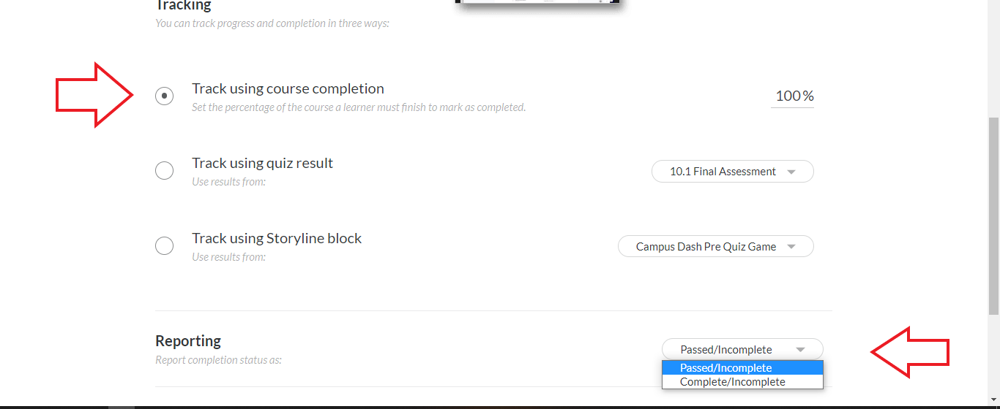 Tracking
You can track progress and completion in three ways:
Track using course completion
Set the percentage of the course a learner must finish to mark as completed.
100%
Track using quiz result
Use results from:
10.1 Final Assessment
Track using Storyline block
Use results from:
Campus Dash Pre Quiz Game
Reporting
Report completion status as:
Passed/Incomplete
Passed/Incomplete
Complete/Incomplete